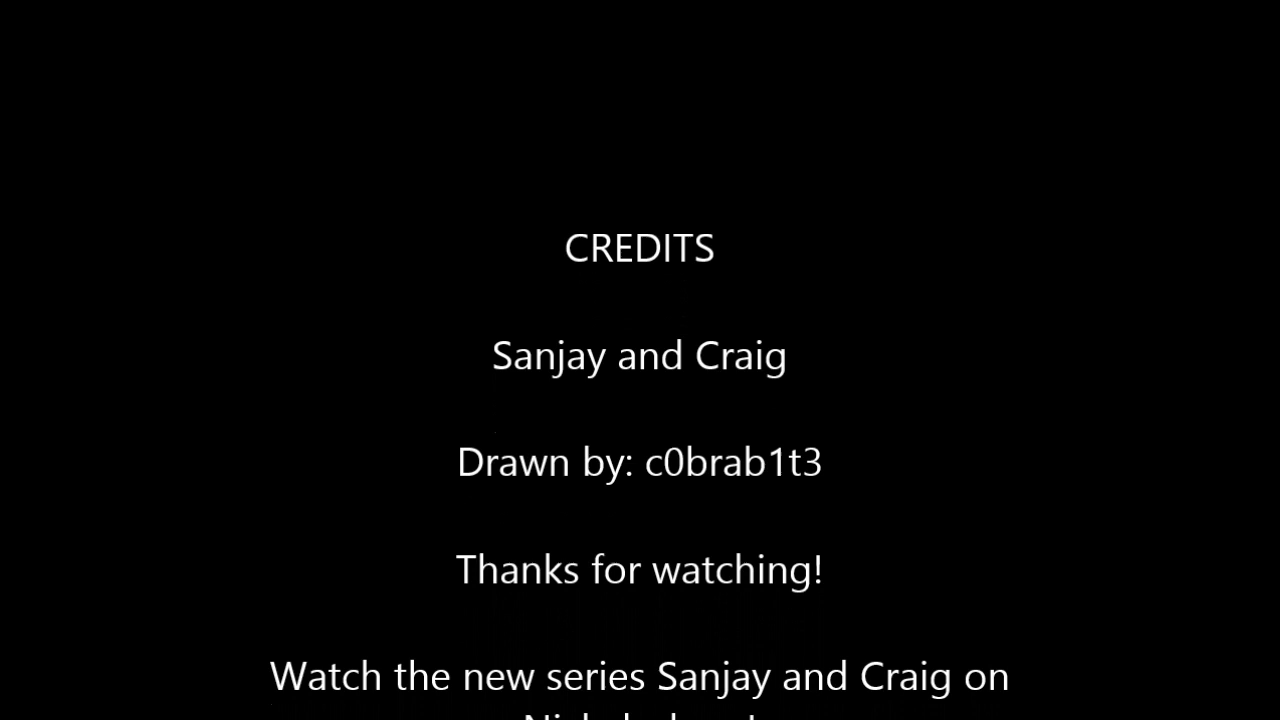 CREDITS
Sanjay and Craig
Drawn by: c0brab1t3
Thanks for watching!
Watch the new series Sanjay and Craig on